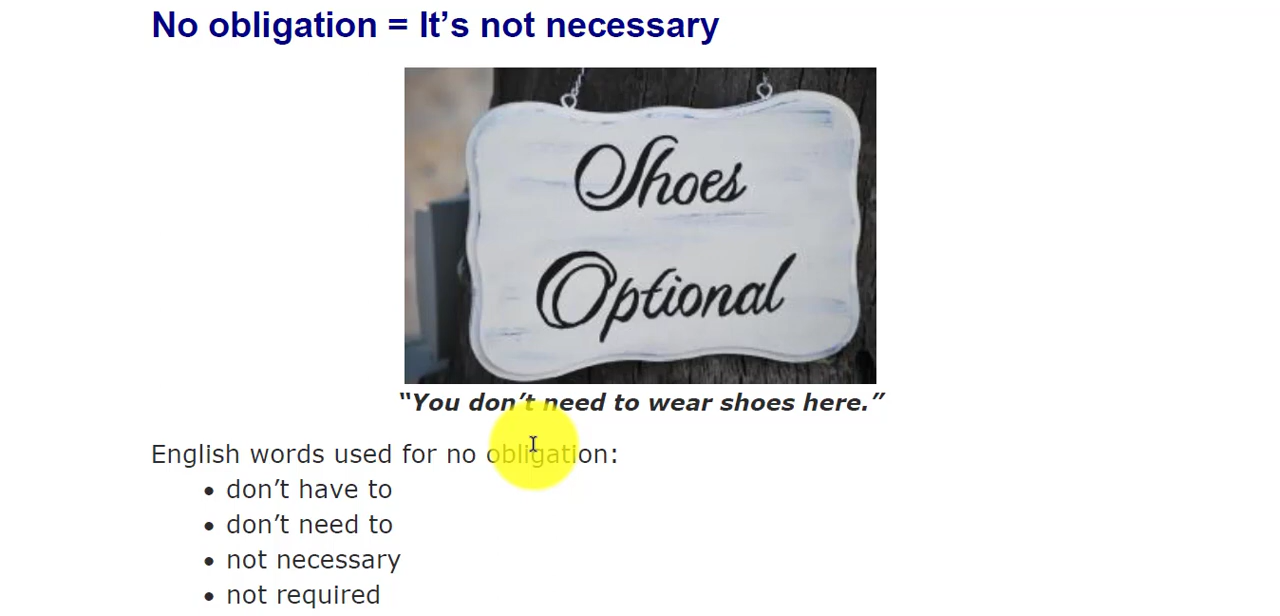 No obligation = It’s not necessary
Shoes
Optional
“You don’t need to wear shoes here.”
English words used for no obligation:
• don’t have to
• don’t need to
• not necessary
• not required